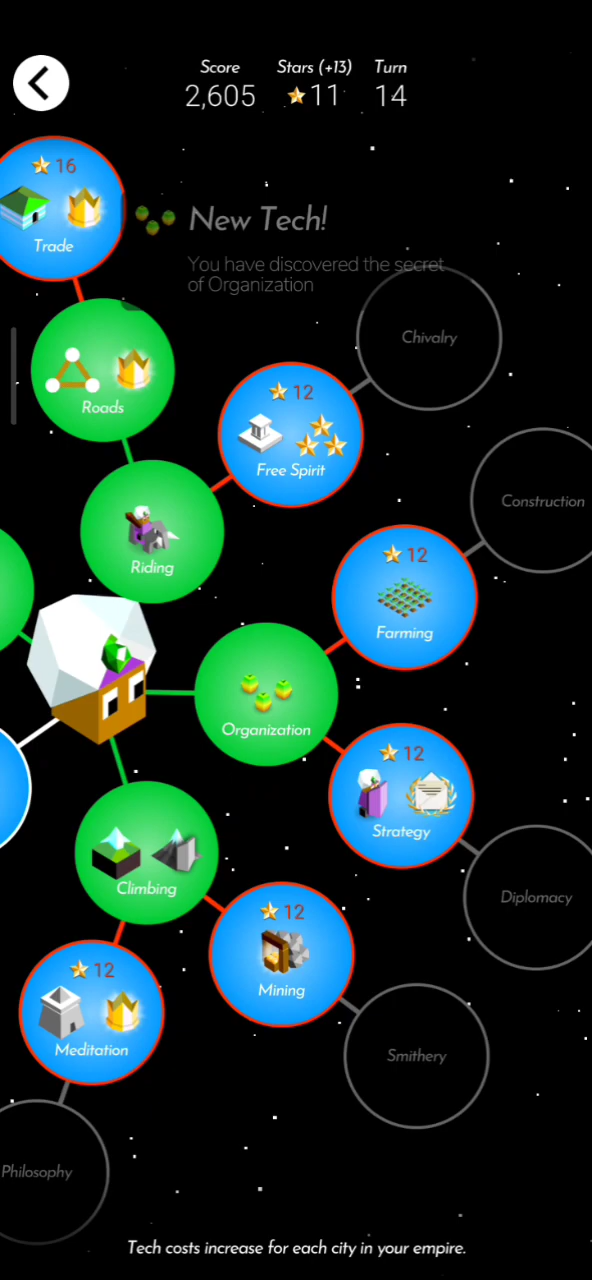 Score
Stars (+13)
Turn
2,605
11
14
16
Trade
New Tech!
You have discovered the secret
of Organization
Chivalry
Roads
12
Free Spirit
Construction
Riding
12
Farming
Organization
12
Strategy
Climbing
Diplomacy
12
Mining
12
Meditation
Smithery
Philosophy
Tech costs increase for each city in your empire.